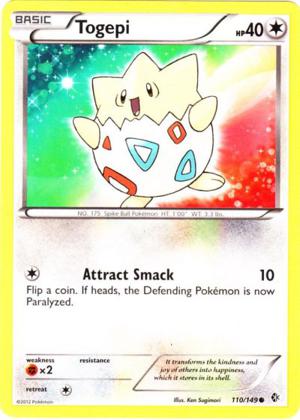 BASIC
Togepi HP40
NO. 175 Spike Ball Pokémon HT. 1'00" WT. 3.3 lbs.
Attract Smack 10
Flip a coin. If heads, the Defending Pokémon is now
Paralyzed.
weakness resistance
×2
retreat
It transforms the kindness and
joy of others into happiness,
which it stores in its shell.
©2012 Pokémon
Illus. Ken Sugimori 110/149